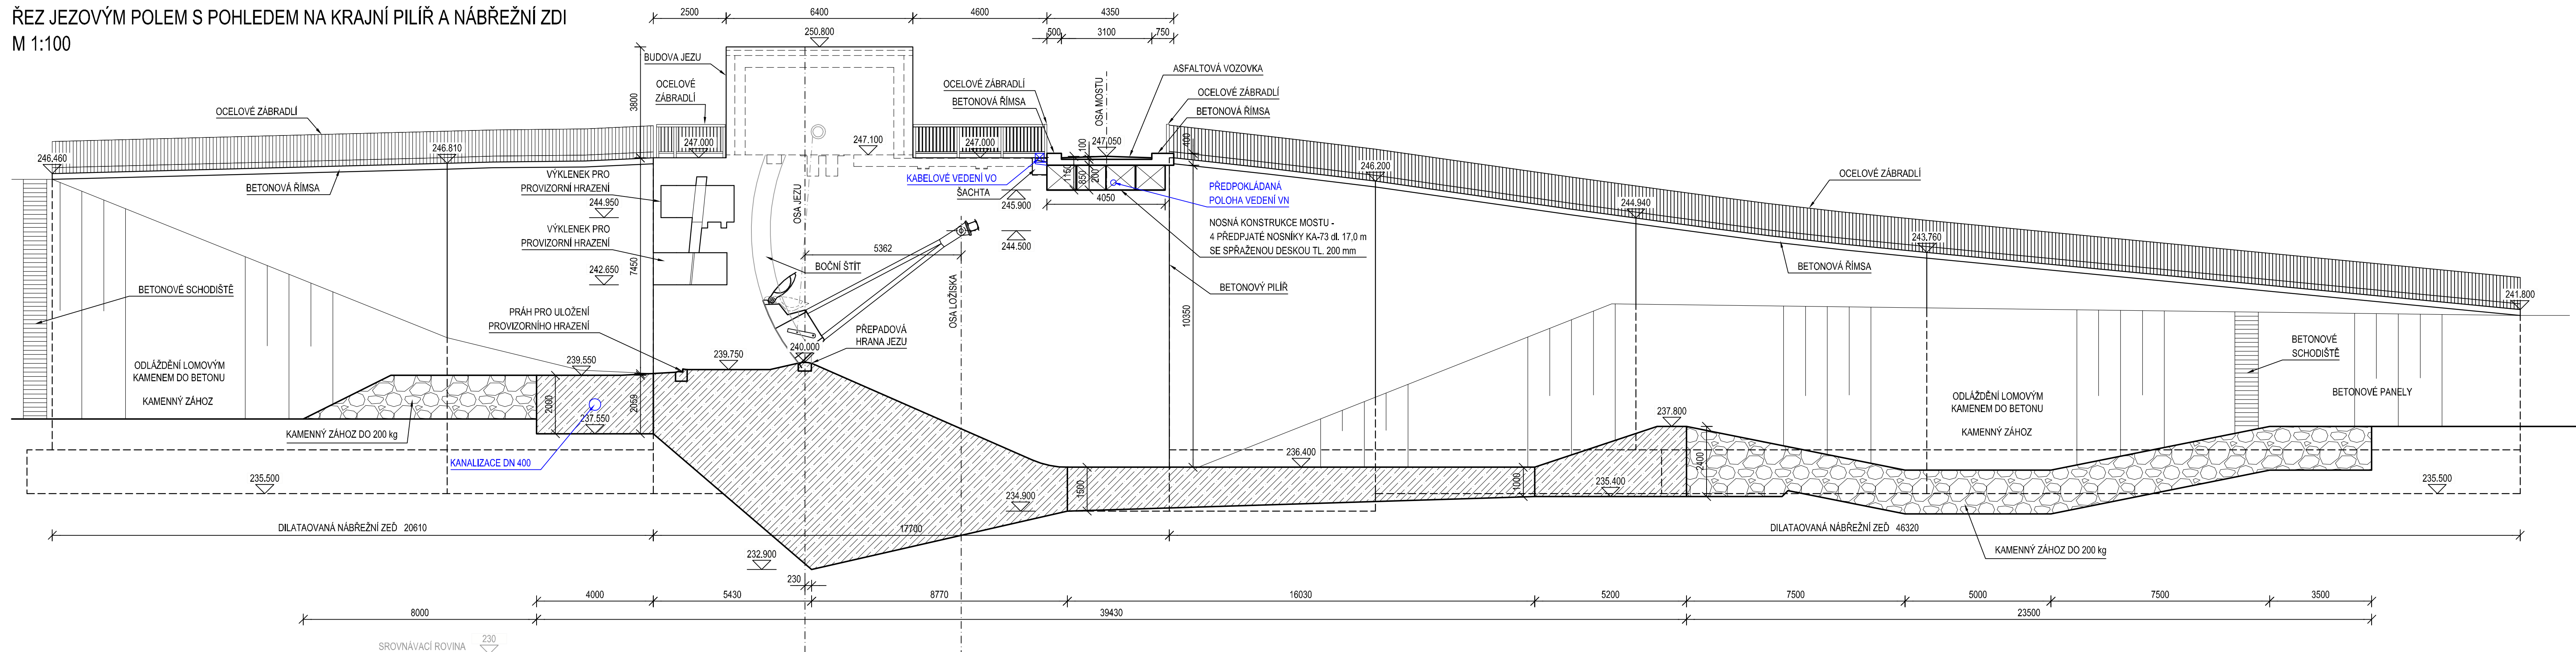 ŘEZ JEZOVÝM POLEM S POHLEDEM NA KRAJNÍ PILÍŘ A NÁBŘEŽNÍ ZDI
M 1:100
2500
6400
4600
4350
500
3100
750
250.800
BUDOVA JEZU
OCELOVÉ
ZÁBRADLÍ
3800
OCELOVÉ ZÁBRADLÍ
246.460
246.810
BETONOVÁ ŘÍMSA
247.000
247.100
247.000
OCELOVÉ ZÁBRADLÍ
BETONOVÁ ŘÍMSA
OSA MOSTU
ASFALTOVÁ VOZOVKA
OCELOVÉ ZÁBRADLÍ
BETONOVÁ ŘÍMSA
100
247.050
400
1150
850
200
4050
KABELOVÉ VEDENÍ VO
ŠACHTA
245.900
244.500
PŘEDPOKLÁDANÁ
POLOHA VEDENÍ VN
NOSNÁ KONSTRUKCE MOSTU -
4 PŘEDPJATÉ NOSNÍKY KA-73 dl. 17,0 m
SE SPŘAŽENOU DESKOU TL. 200 mm
BETONOVÝ PILÍŘ
10350
246.200
244.940
243.760
241.800
OCELOVÉ ZÁBRADLÍ
BETONOVÁ ŘÍMSA
VÝKLENEK PRO
PROVIZORNÍ HRAZENÍ
244.950
VÝKLENEK PRO
PROVIZORNÍ HRAZENÍ
242.650
7450
OSA JEZU
5362
BOČNÍ ŠTÍT
OSA LOŽISKA
PŘEPADOVÁ
HRANA JEZU
PRÁH PRO ULOŽENÍ
PROVIZORNÍHO HRAZENÍ
BETONOVÉ SCHODIŠTĚ
ODLÁŽDĚNÍ LOMOVÝM
KAMENEM DO BETONU
KAMENNÝ ZÁHOZ
239.550
239.750
240.000
2000
2059
237.550
KAMENNÝ ZÁHOZ DO 200 kg
KANALIZACE DN 400
235.500
236.400
234.900
1500
1000
235.400
237.800
2400
ODLÁŽDĚNÍ LOMOVÝM
KAMENEM DO BETONU
KAMENNÝ ZÁHOZ
BETONOVÉ
SCHODIŠTĚ
BETONOVÉ PANELY
235.500
KAMENNÝ ZÁHOZ DO 200 kg
DILATAOVANÁ NÁBŘEŽNÍ ZEĎ 20610
17700
DILATAOVANÁ NÁBŘEŽNÍ ZEĎ 46320
232.900
230
4000
5430
8770
16030
5200
7500
5000
7500
3500
8000
39430
23500
SROVNÁVACÍ ROVINA
230